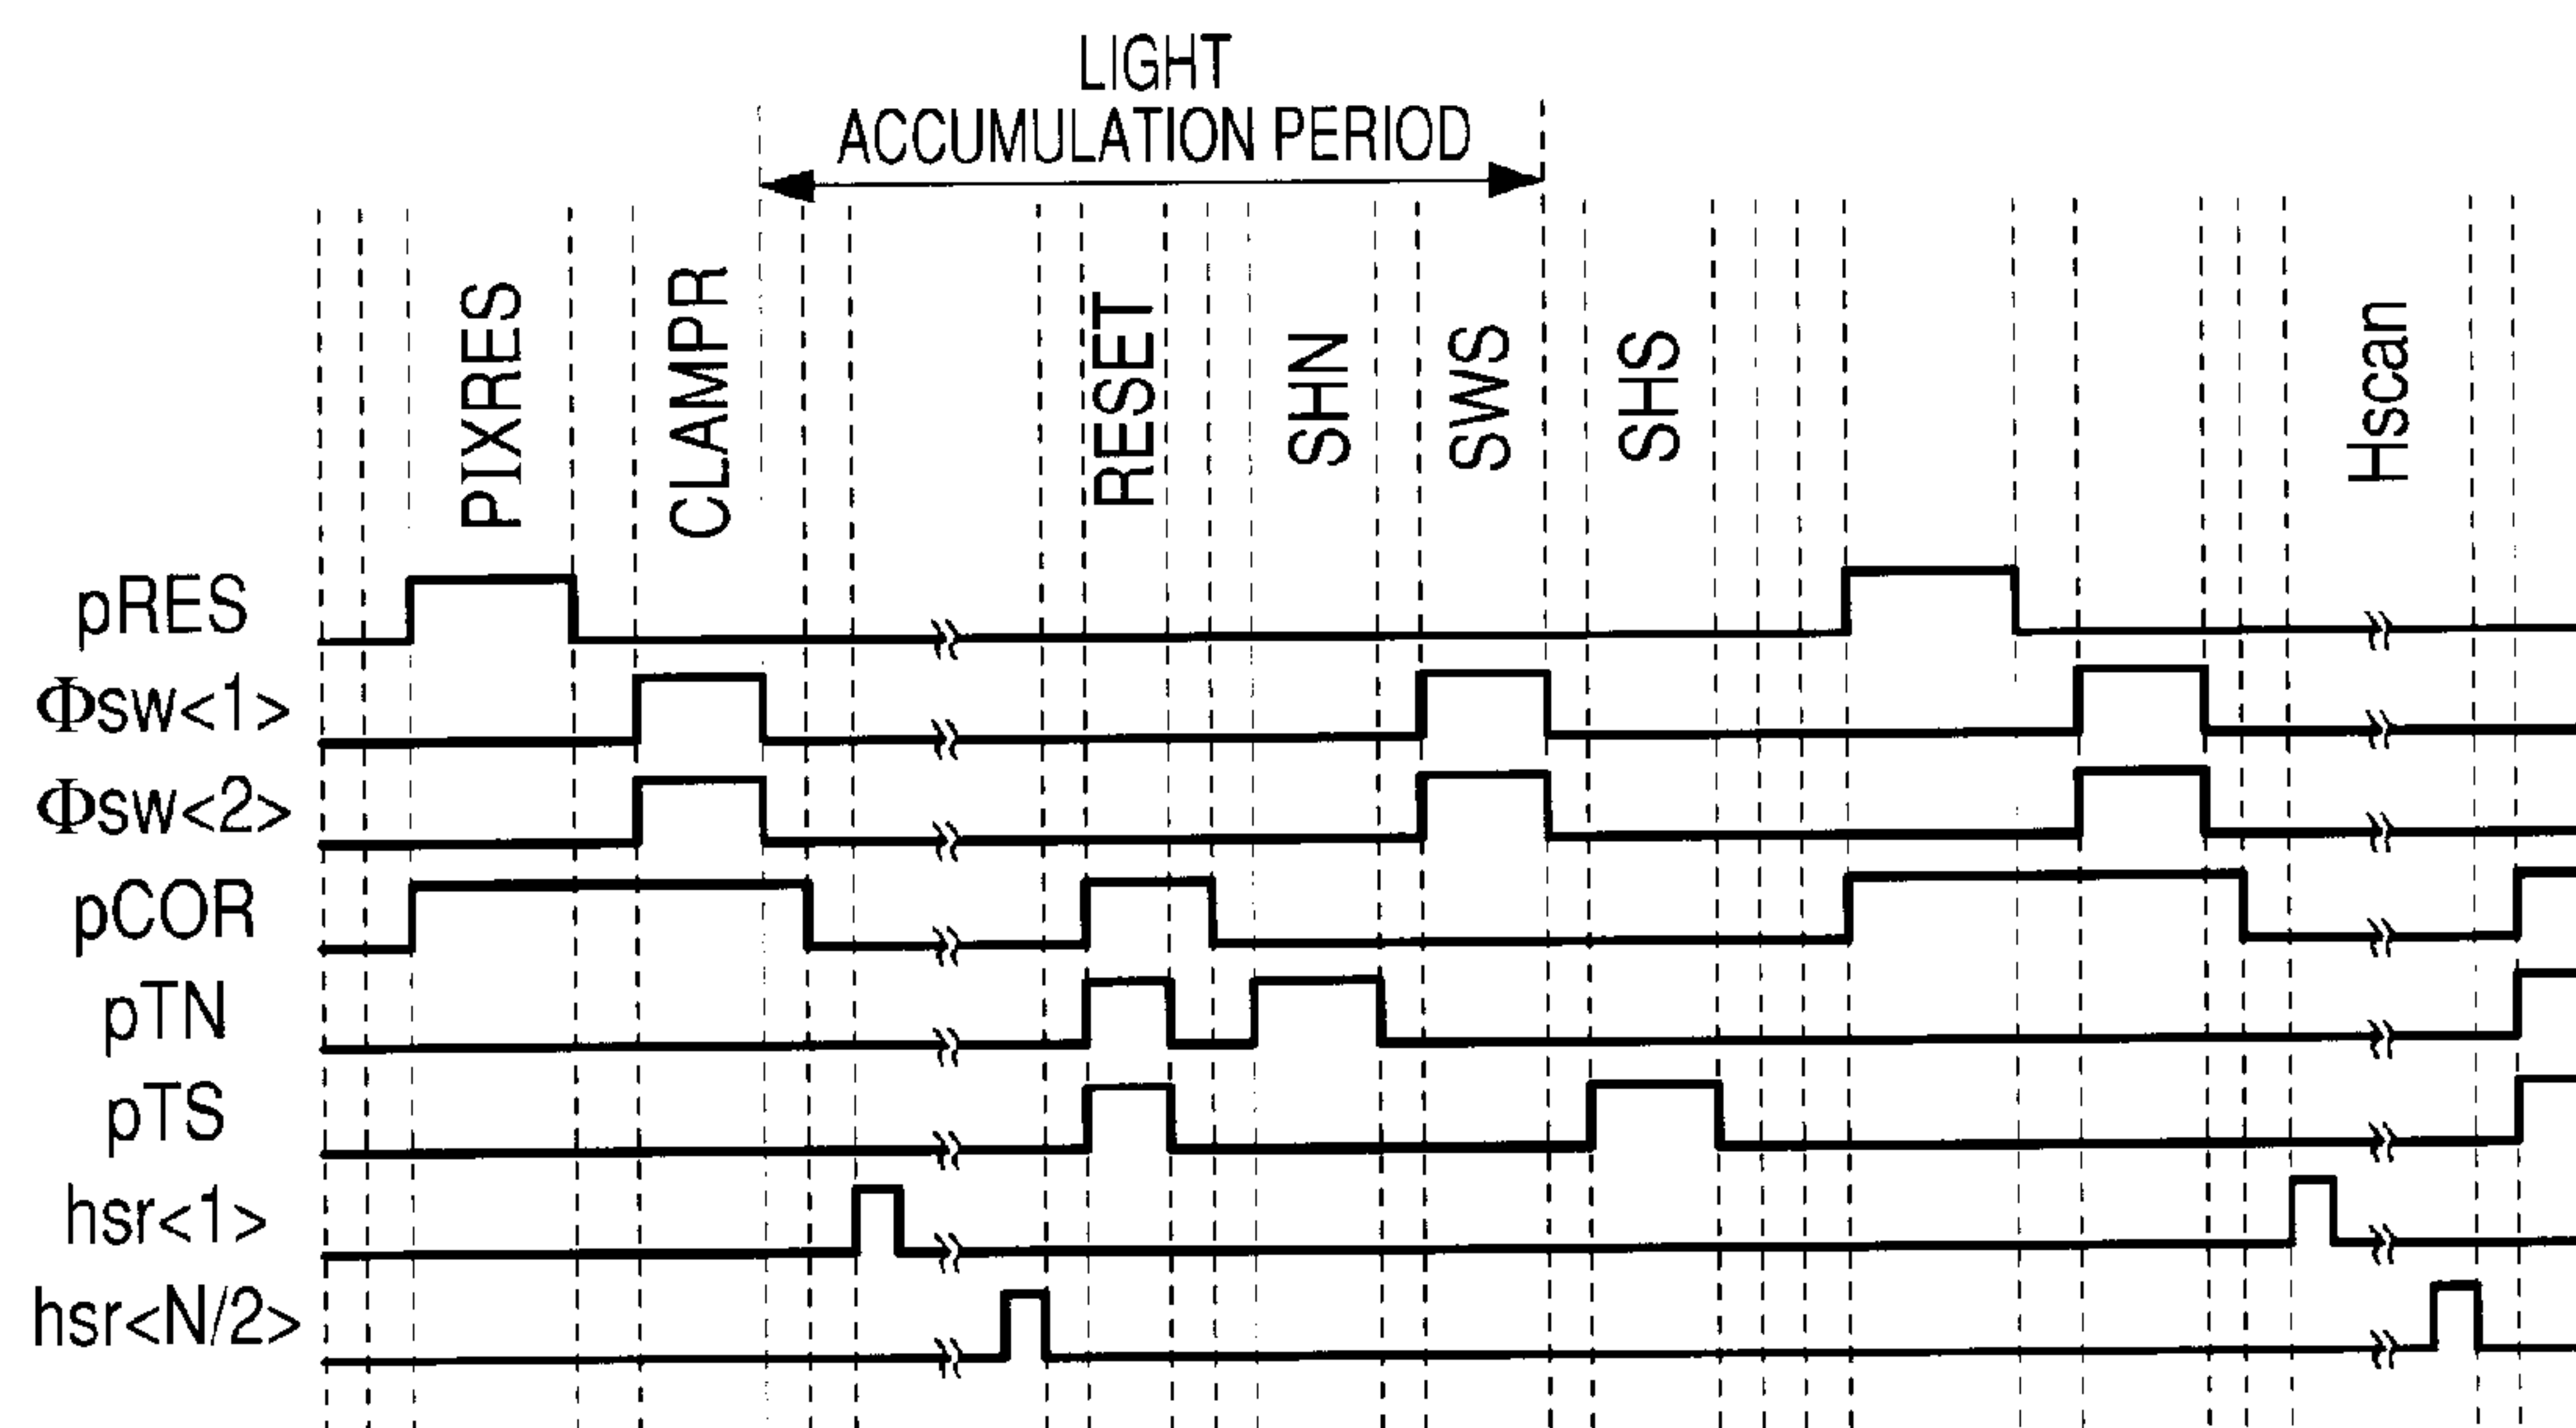 LIGHT
ACCUMULATION PERIOD
PIXRES
CLAMPR
RESET
SHN
SWS
SHS
Hscan
pRES
Φsw<1>
Φsw<2>
pCOR
pTN
pTS
hsr<1>
hsr<N/2>